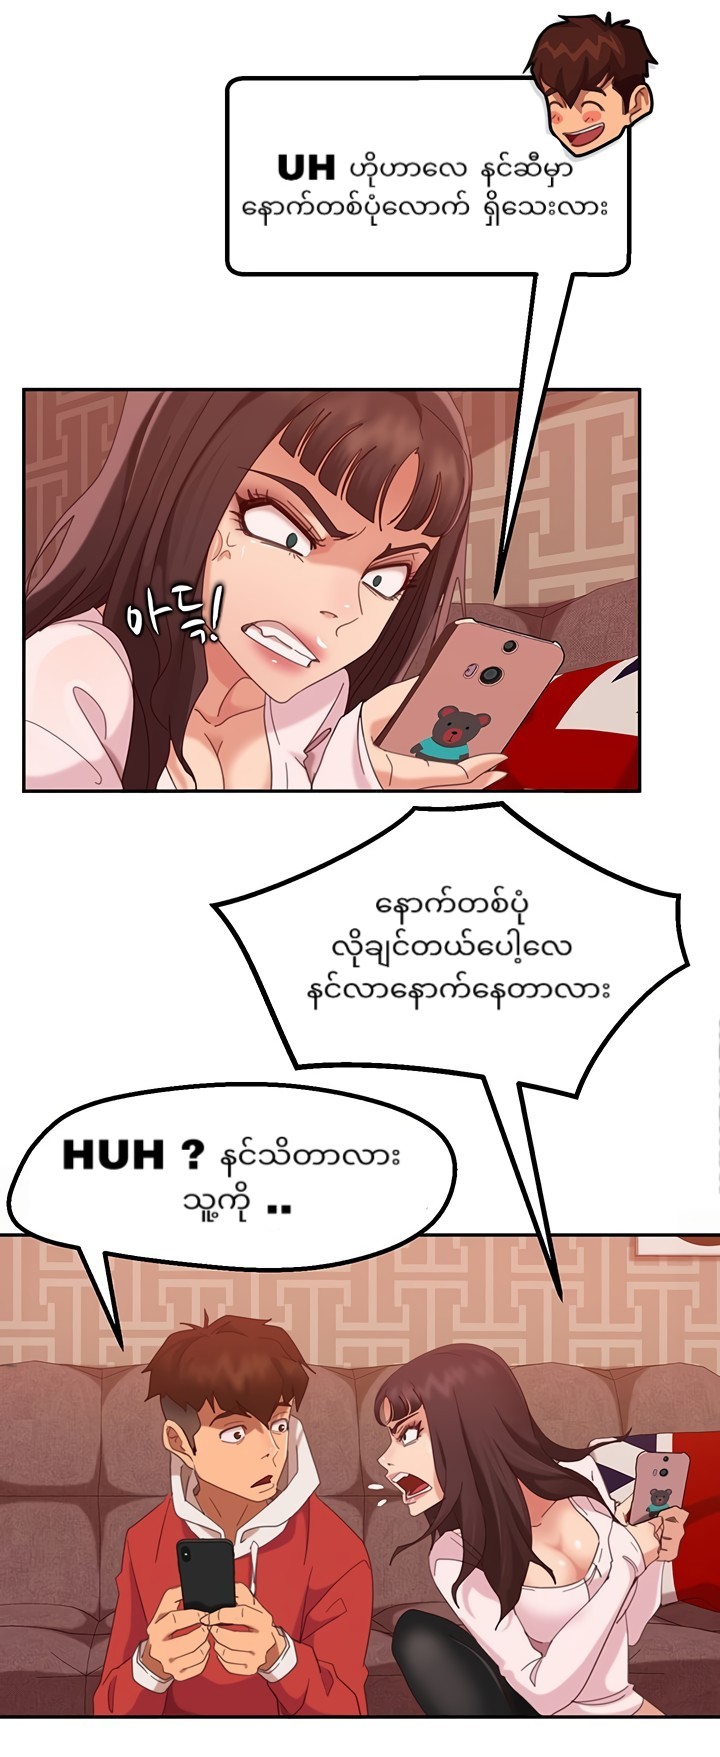 UH ဟိုဟာလေ နင်ဆီမှာ
နောက်တစ်ပုံလောက် ရှိသေးလား
아득!
နောက်တစ်ပုံ
လိုချင်တယ်ပေါ့လေ
နင်လာနောက်နေတာလား
HUH ? နင်သိတာလား
သူ့ကို ..